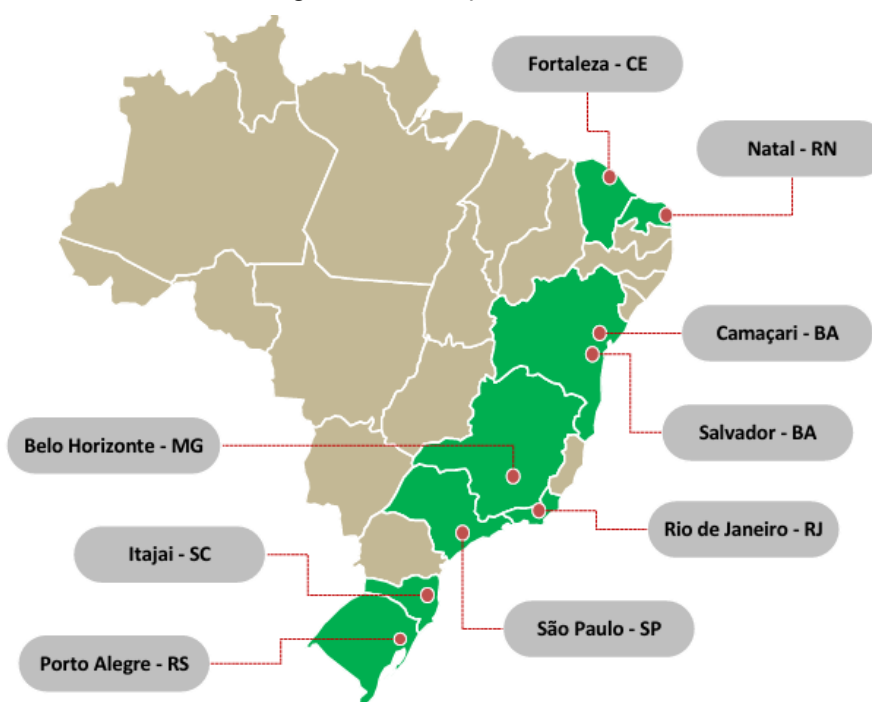 Fortaleza - CE
Natal - RN
Camaçari - BA
Salvador - BA
Belo Horizonte - MG
Rio de Janeiro - RJ
Itajai - SC
São Paulo - SP
Porto Alegre - RS